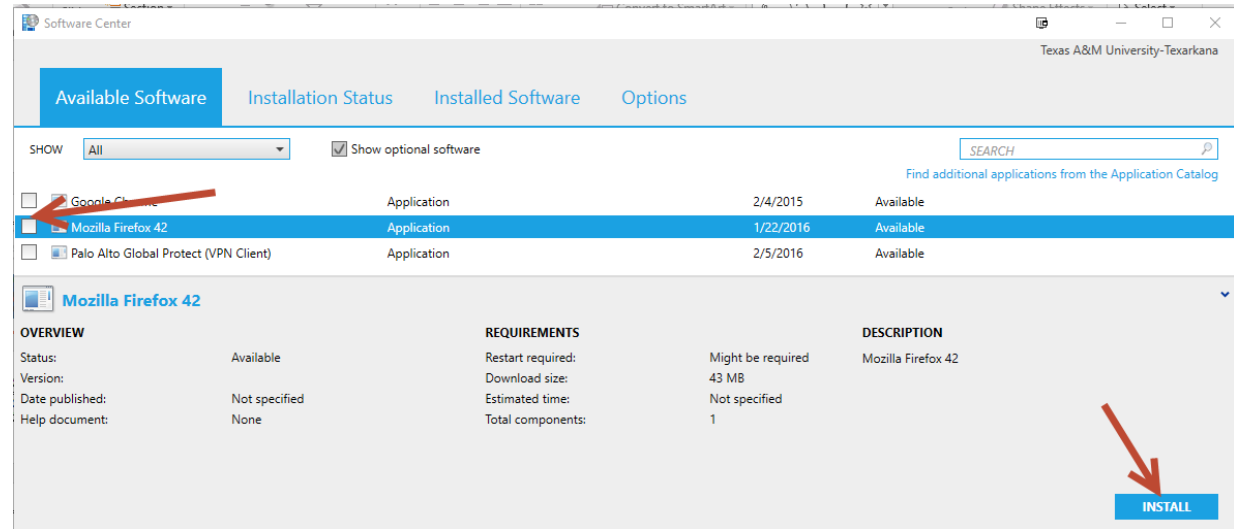 Software Center
Texas A&M University-Texarkana
Available Software Installation Status Installed Software Options
SHOW All Show optional software SEARCH
Find additional applications from the Application Catalog
Google Application 2/4/2015 Available
Mozilla Firefox 42 Application 1/22/2016 Available
Palo Alto Global Protect (VPN Client) Application 2/5/2016 Available
Mozilla Firefox 42
OVERVIEW REQUIREMENTS DESCRIPTION
Status: Available Restart required: Might be required Mozilla Firefox 42
Version: Download size: 43 MB
Date published: Not specified Estimated time: Not specified
Help document: None Total components: 1
INSTALL